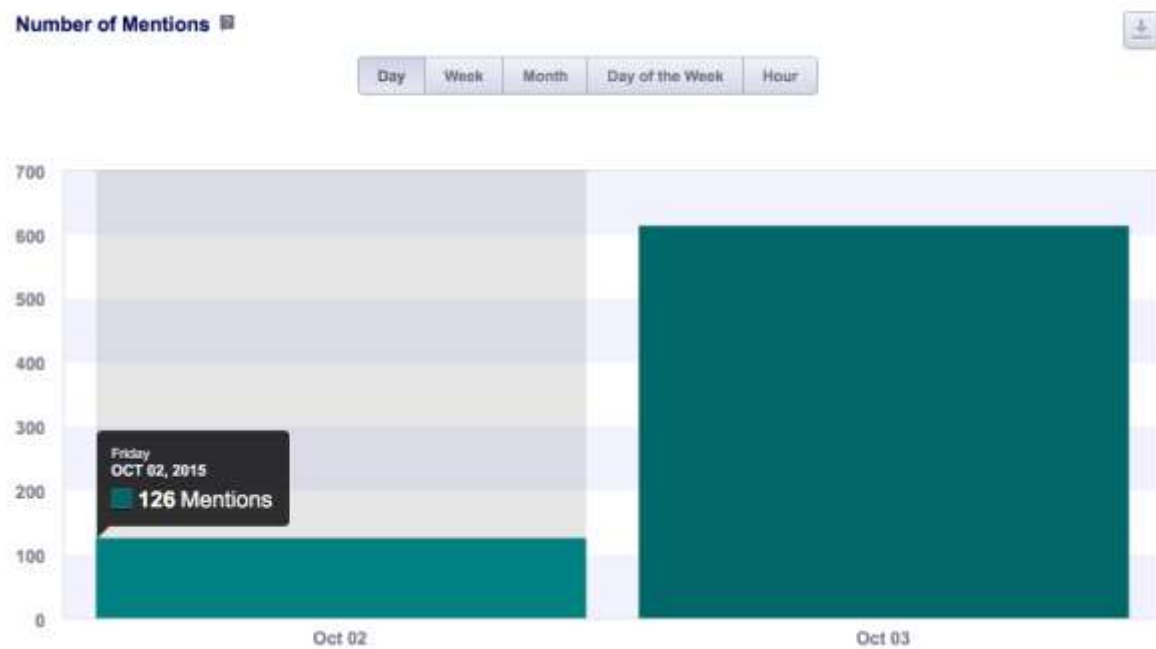 Number of Mentions
Day Week Month Day of the Week Hour
700
600
500
400
300
Friday
OCT 02, 2015
200
126 Mentions
100
0
Oct 02 Oct 03